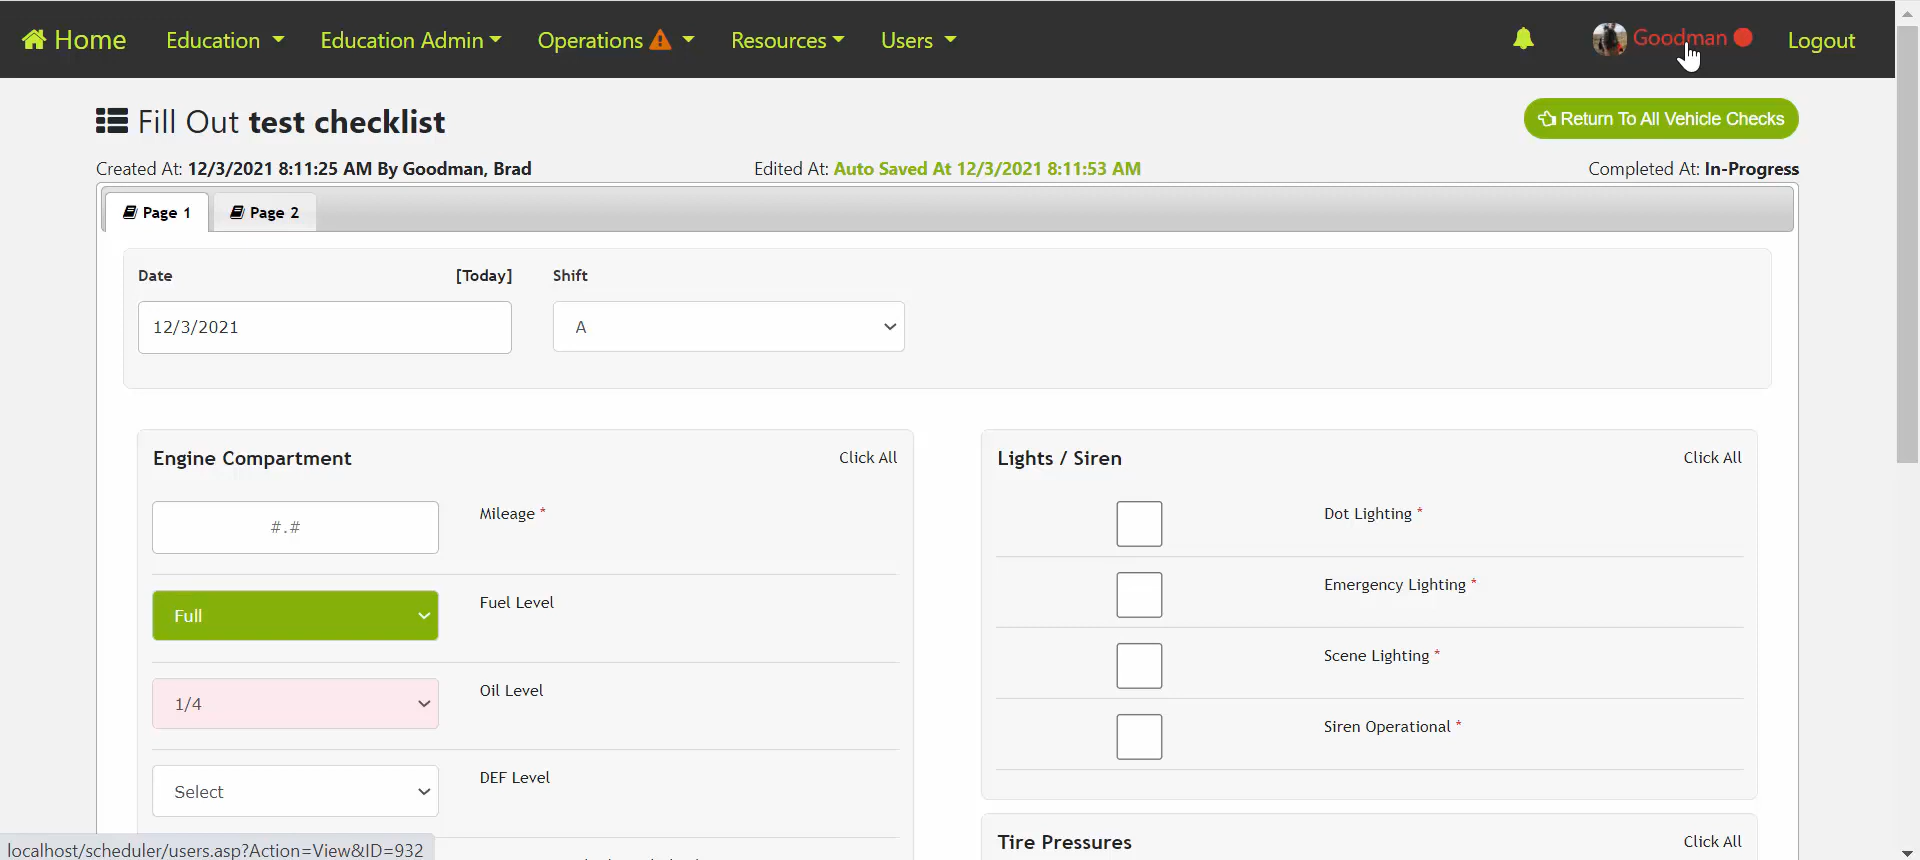 Home Education Education Admin Operations Resources Users Goodman Logout
Fill Out test checklist
Return To All Vehicle Checks
Created At: 12/3/2021 8:11:25 AM By Goodman, Brad
Edited At: Auto Saved At 12/3/2021 8:11:53 AM
Completed At: In-Progress
Page 1 Page 2
Date [Today] Shift
12/3/2021 A
Engine Compartment Click All
#.# Mileage *
Full Fuel Level
1/4 Oil Level
Select DEF Level
Lights / Siren Click All
Dot Lighting *
Emergency Lighting *
Scene Lighting *
Siren Operational *
Tire Pressures Click All
localhost/scheduler/users.asp?Action=View&ID=932